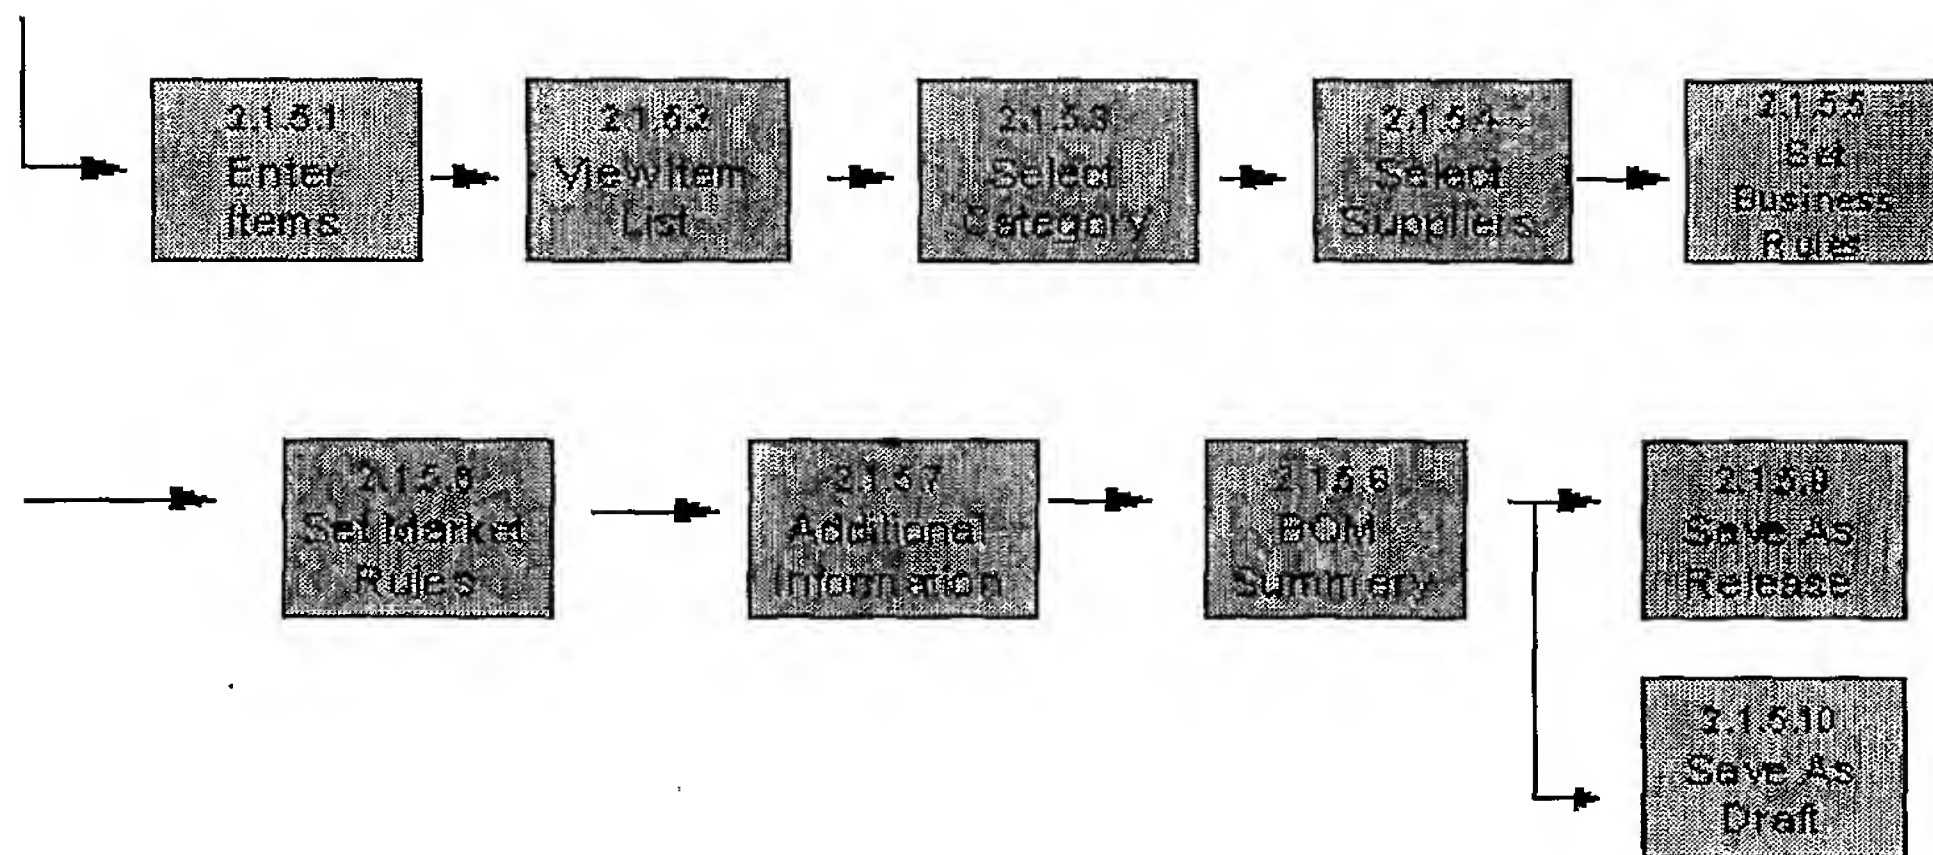 2.1.5.1
Enter
Items
2.1.5.2
View Item
List
2.1.5.3
Select
Category
2.1.5.4
Select
Suppliers
2.1.5.5
Set
Business
Rules
2.1.5.6
Set Market
Rules
2.1.5.7
Additional
Information
2.1.5.8
BOM
Summary
2.1.5.9
Save As
Release
2.1.5.10
Save As
Draft